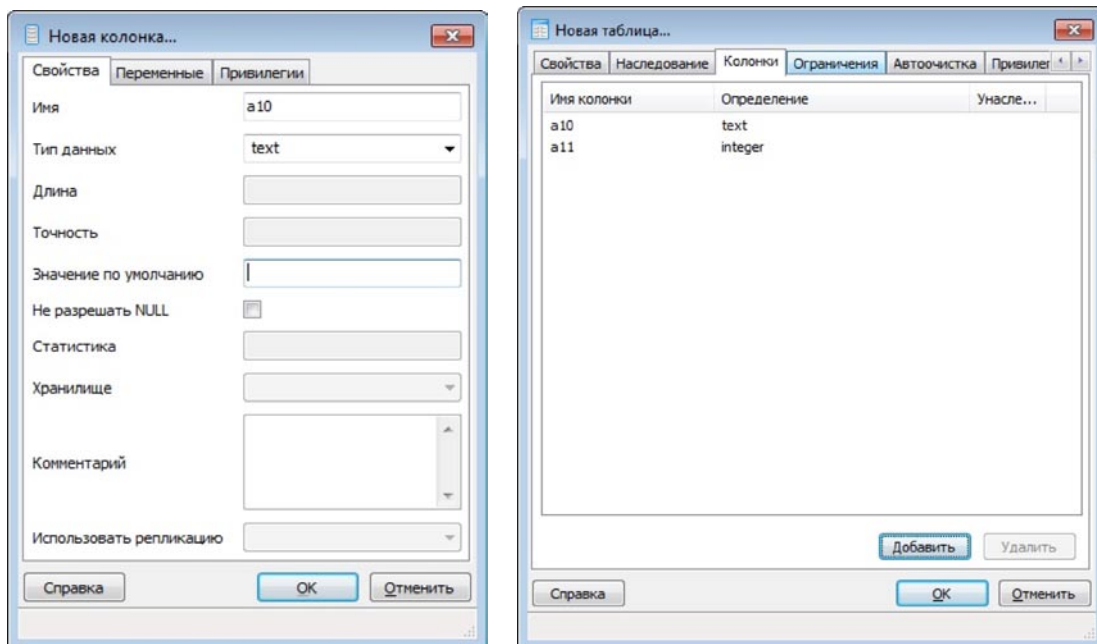 Новая колонка...
Свойства Переменные Привилегии
Имя a10
Тип данных text
Длина
Точность
Значение по умолчанию
Не разрешать NULL
Статистика
Хранилище
Комментарий
Использовать репликацию
Справка OK Отменить
Новая таблица...
Свойства Наследование Колонки Ограничения Автоочистка Привилег
Имя колонки Определение Унасле...
a10 text
a11 integer
Добавить Удалить
Справка OK Отменить